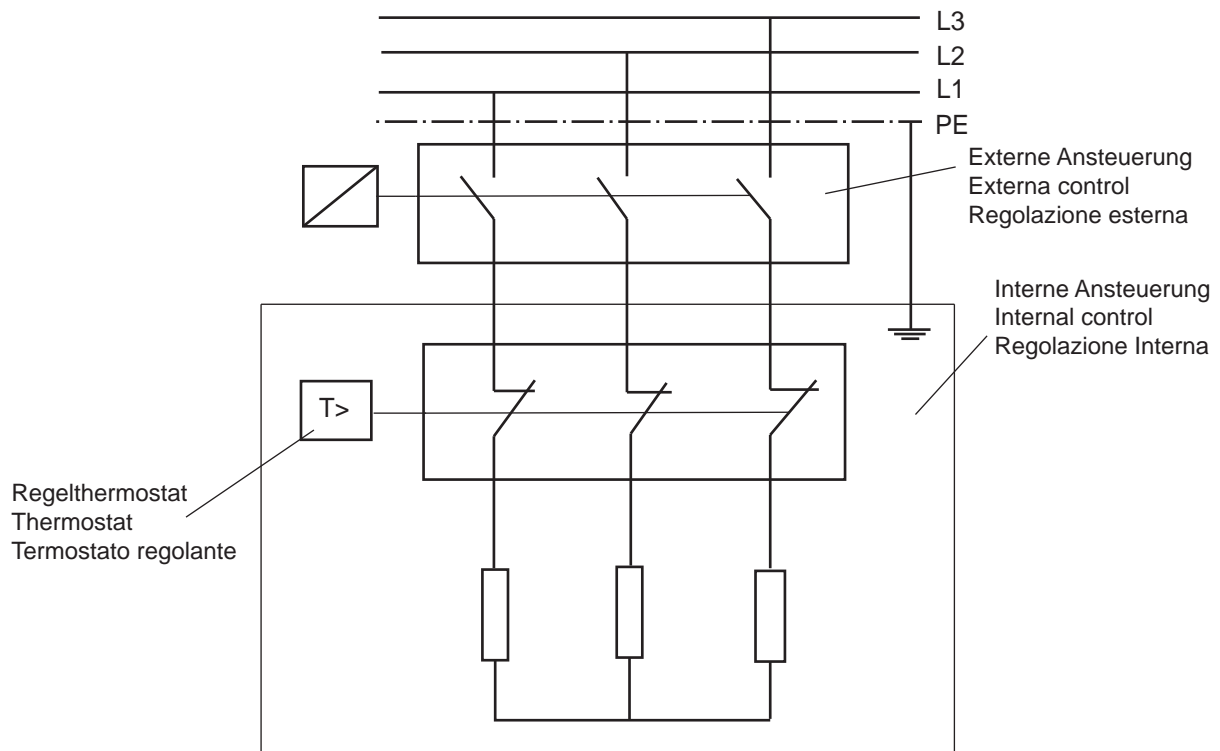 L3
L2
L1
PE
Externe Ansteuerung
Externa control
Regolazione esterna
Interne Ansteuerung
Internal control
Regolazione Interna
T>
Regelthermostat
Thermostat
Termostato regolante